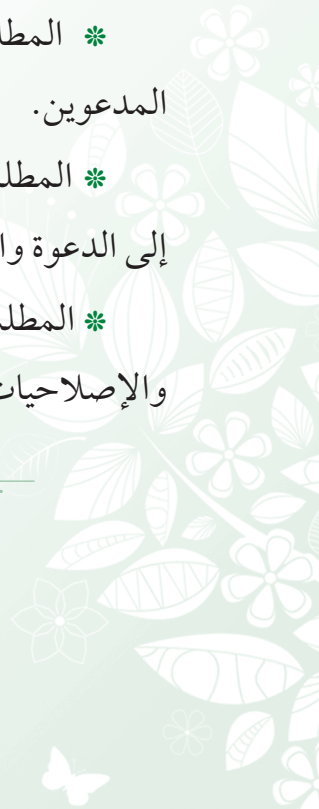 ❊ المطل
المدعوين.
❊ المطل
إلى الدعوة وا
❊ المطل
والإصلاحيات